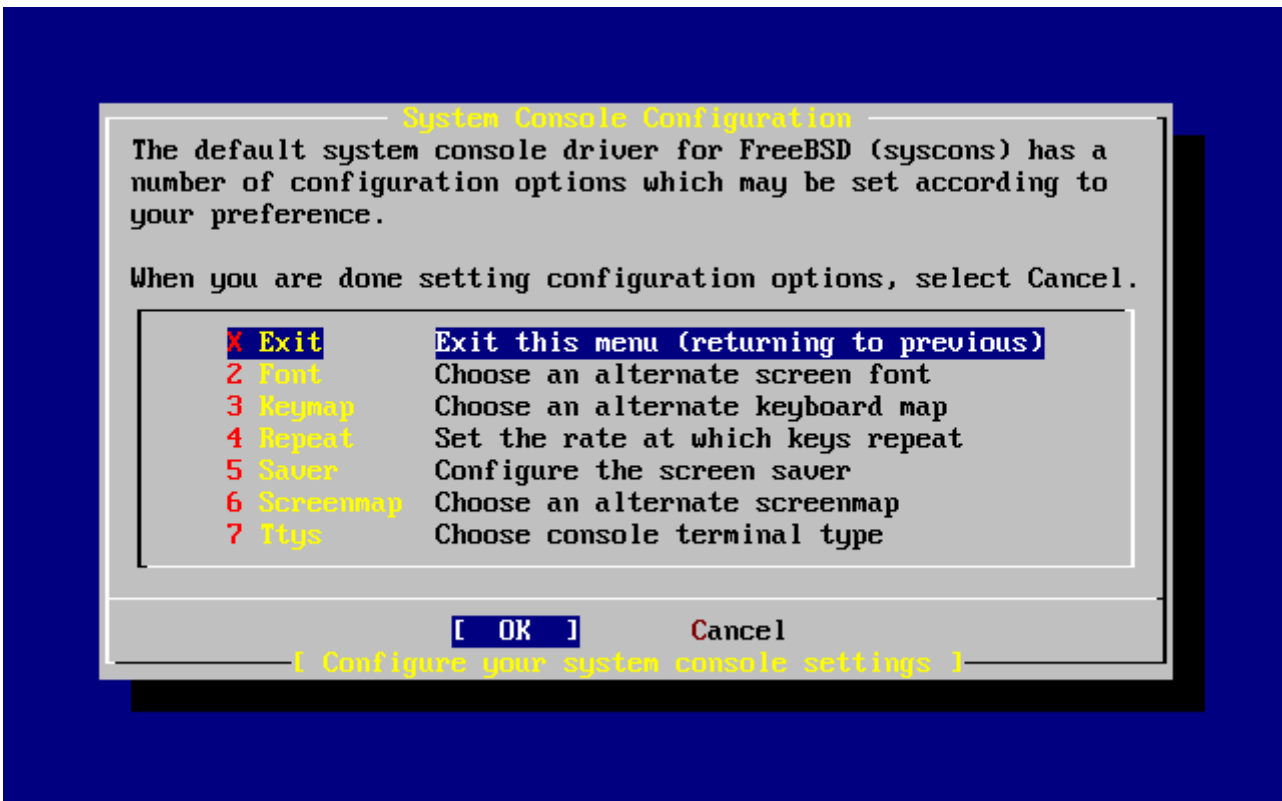 System Console Configuration
The default system console driver for FreeBSD (syscons) has a
number of configuration options which may be set according to
your preference.
When you are done setting configuration options, select Cancel.
X Exit Exit this menu (returning to previous)
2 Font Choose an alternate screen font
3 Keymap Choose an alternate keyboard map
4 Repeat Set the rate at which keys repeat
5 Saver Configure the screen saver
6 Screenmap Choose an alternate screenmap
7 Ttys Choose console terminal type
[ OK ] Cancel
[ Configure your system console settings ]